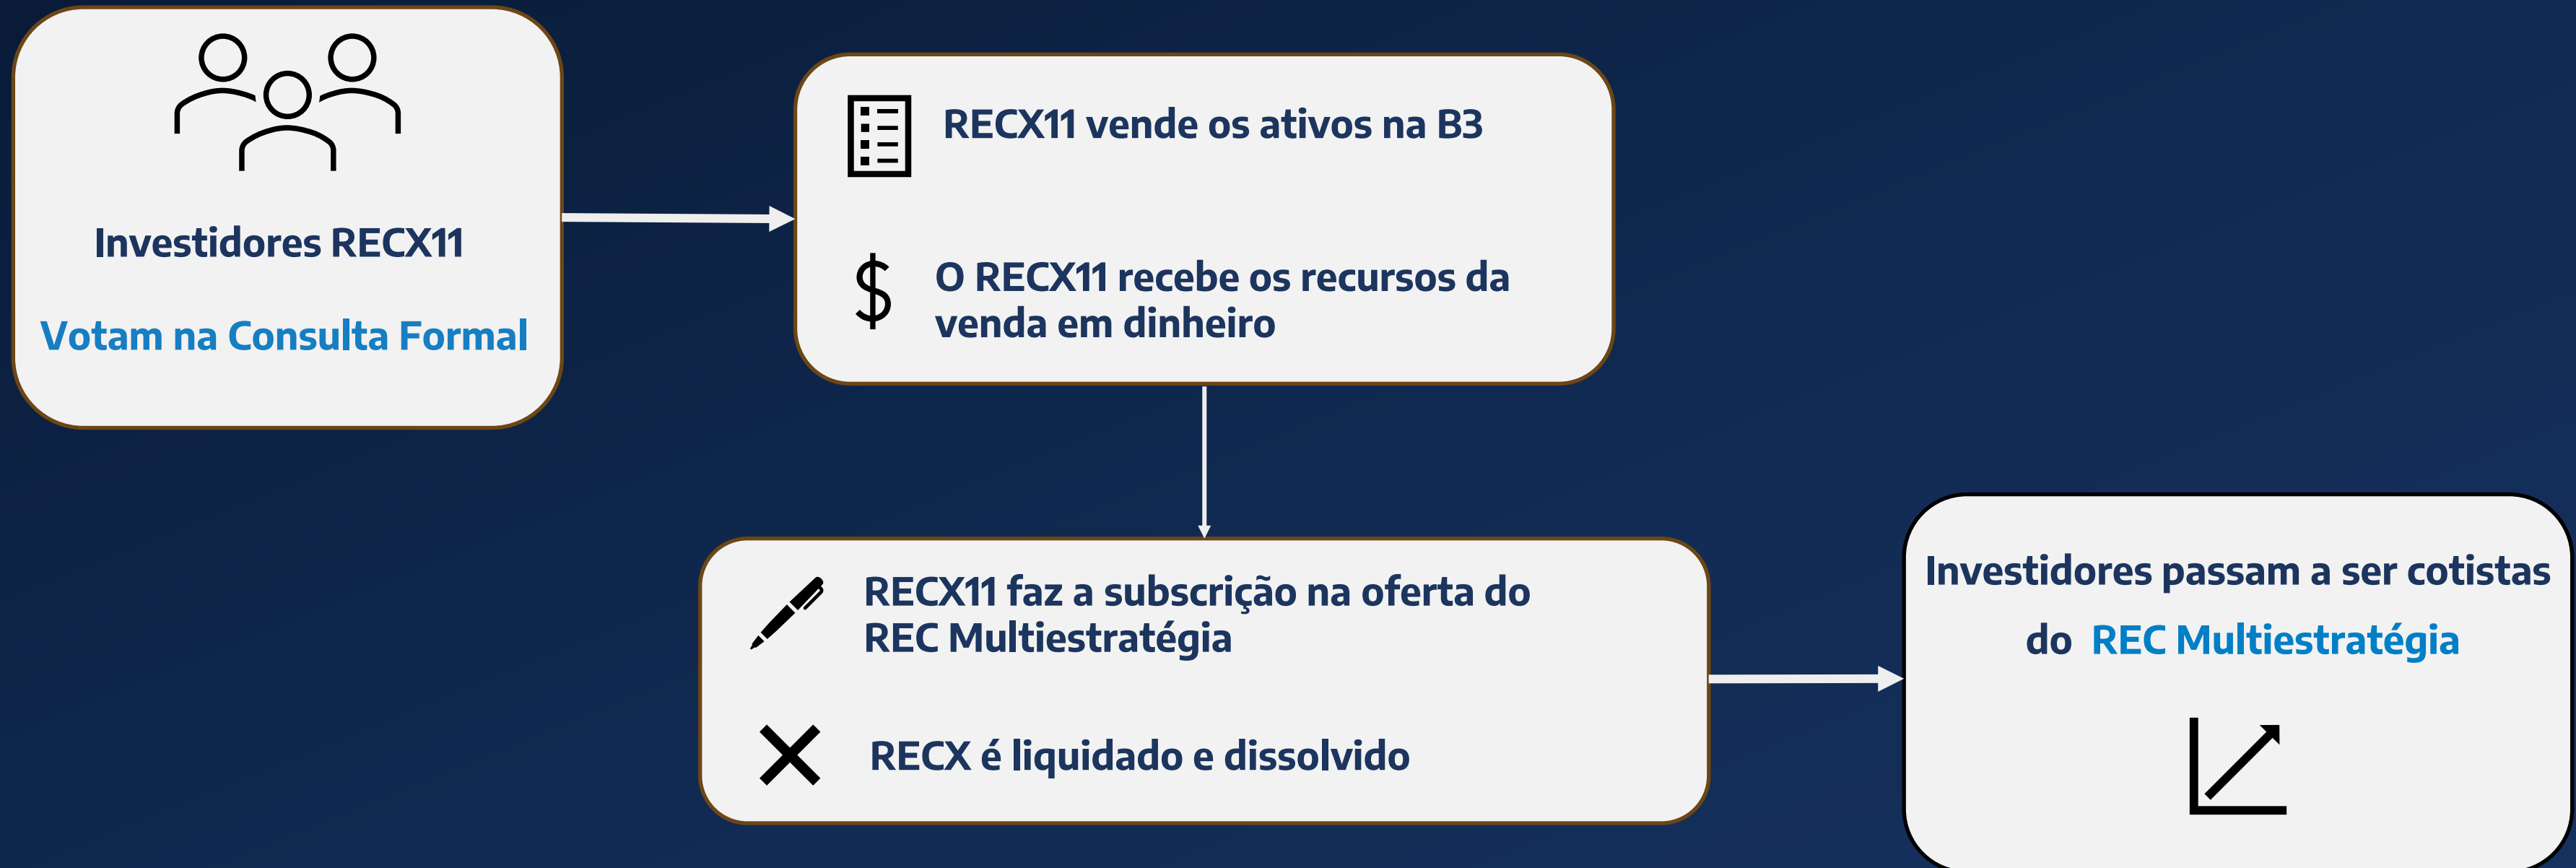 Investidores RECX11
Votam na Consulta Formal
RECX11 vende os ativos na B3
O RECX11 recebe os recursos da
venda em dinheiro
RECX11 faz a subscrição na oferta do
REC Multiestratégia
RECX é liquidado e dissolvido
Investidores passam a ser cotistas
do REC Multiestratégia